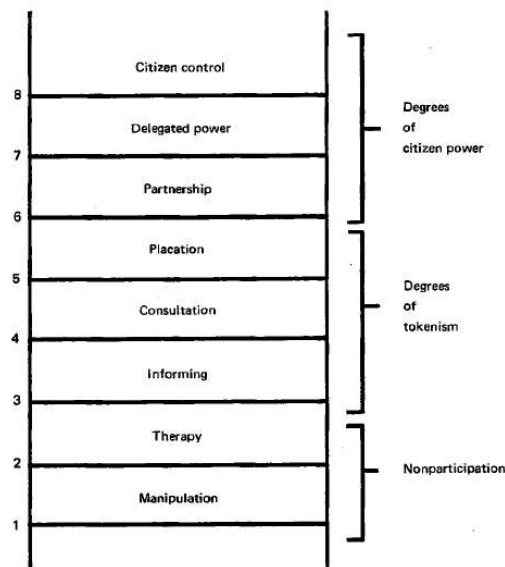 Citizen control
8
Delegated power
7
Partnership
6
Placation
5
Consultation
4
Informing
3
Therapy
2
Manipulation
1
Degrees
of
citizen power
Degrees
of
tokenism
Nonparticipation